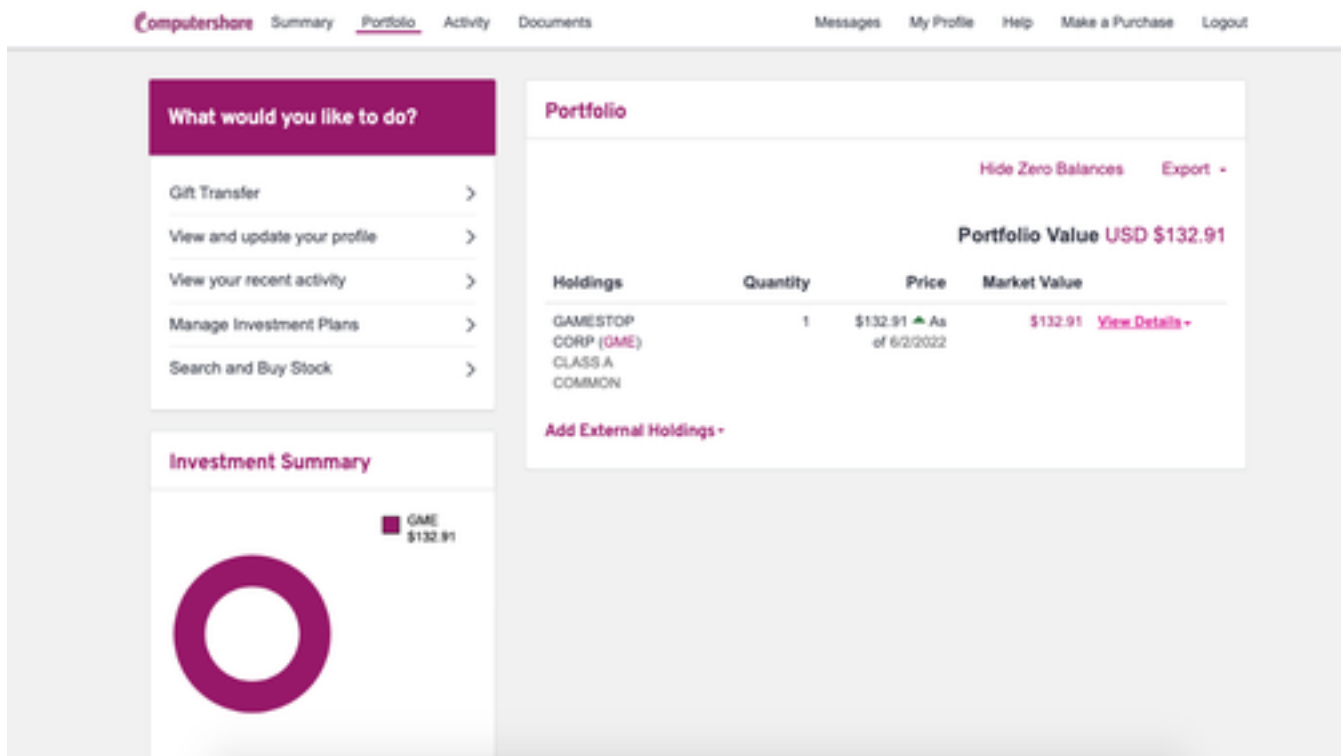 Computershare Summary Portfolio Activity Documents Messages My Profile Help Make a Purchase Logout
What would you like to do?
Gift Transfer
View and update your profile
View your recent activity
Manage Investment Plans
Search and Buy Stock
Investment Summary
GME
$132.91
Portfolio
Hide Zero Balances Export
Portfolio Value USD $132.91
Holdings Quantity Price Market Value
GAMESTOP 1 $132.91 As $132.91 View Details
CORP (GME) of 6/2/2022
CLASS A
COMMON
Add External Holdings